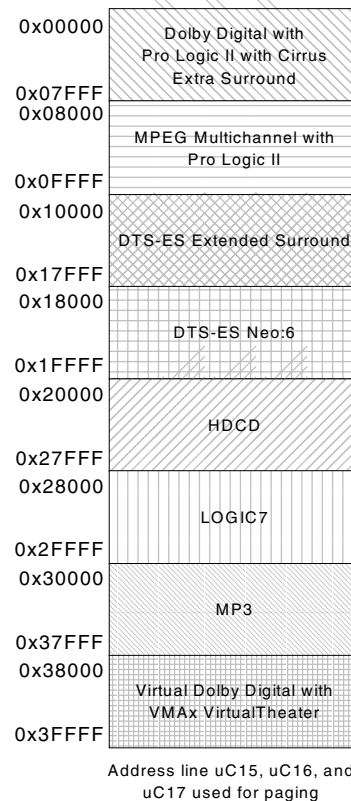 0x00000
Dolby Digital with
Pro Logic II with Cirrus
Extra Surround
0x07FFF
0x08000
MPEG Multichannel with
Pro Logic II
0x0FFFF
0x10000
DTS-ES Extended Surround
0x17FFF
0x18000
DTS-ES Neo:6
0x1FFFF
0x20000
HDCD
0x27FFF
0x28000
LOGIC7
0x2FFFF
0x30000
MP3
0x37FFF
0x38000
Virtual Dolby Digital with
VMAx VirtualTheater
0x3FFFF
Address line uC15, uC16, and
uC17 used for paging